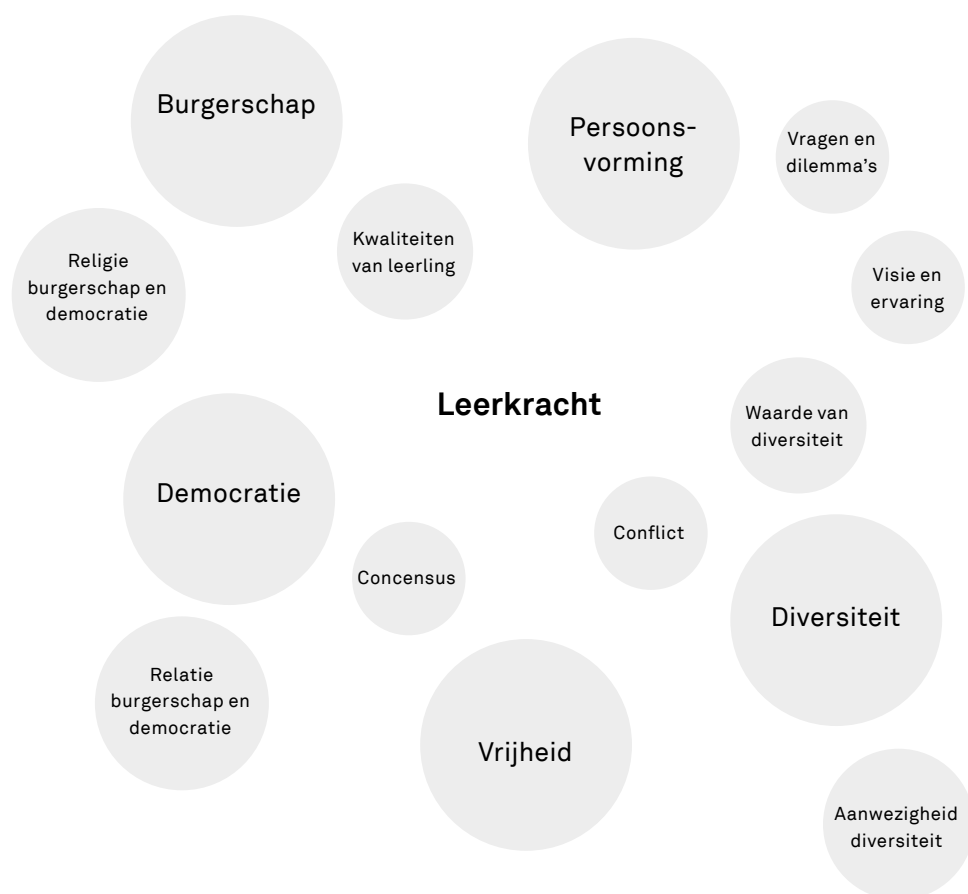 Burgerschap
Persoons-
vorming
Vragen en
dilemma's
Kwaliteiten
van leerling
Religie
burgerschap en
democratie
Visie en
ervaring
Leerkracht
Waarde van
diversiteit
Democratie
Conflict
Concensus
Diversiteit
Relatie
burgerschap en
democratie
Vrijheid
Aanwezigheid
diversiteit